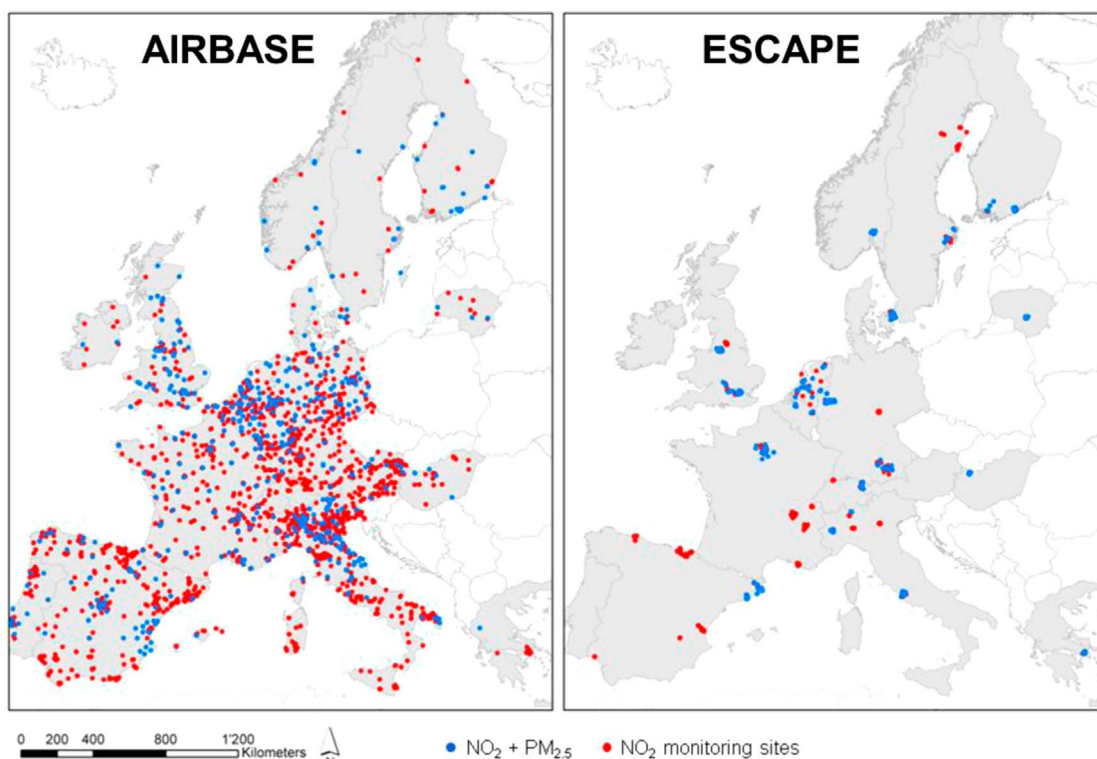 AIRBASE
ESCAPE
0 200 400 800 1'200
Kilometers
NO₂ + PM₂.₅
NO₂ monitoring sites